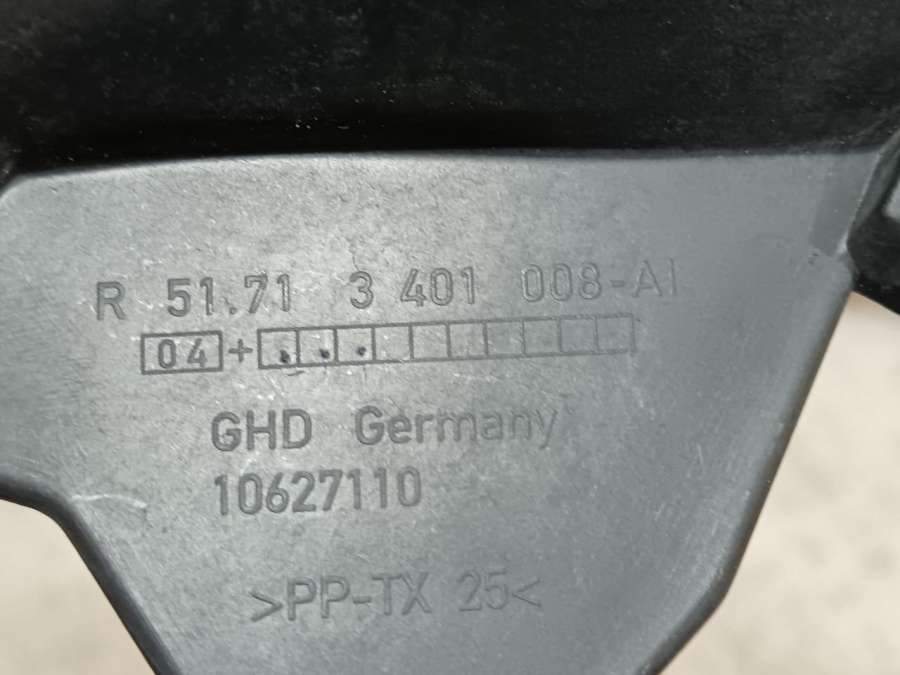 R 51.71 3 401 008-AI
04 +
GHD Germany
10627110
>PP-TX 25<